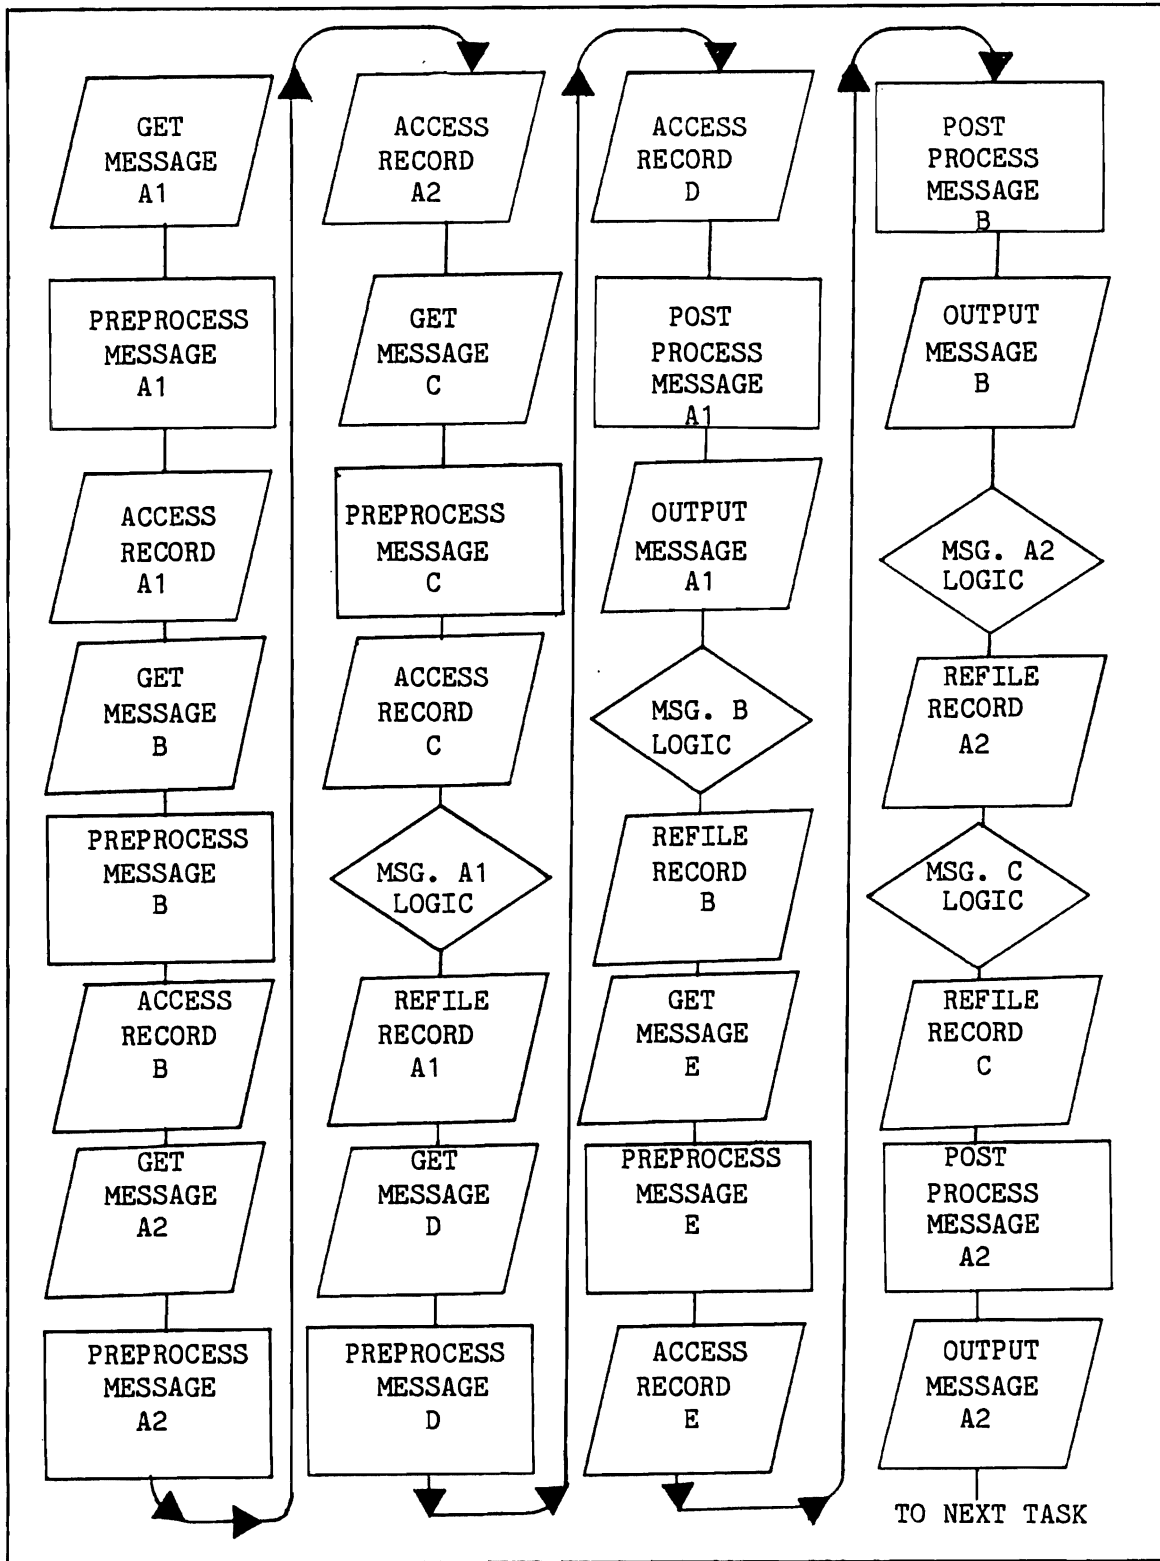 GET
MESSAGE
A1
PREPROCESS
MESSAGE
A1
ACCESS
RECORD
A1
GET
MESSAGE
B
PREPROCESS
MESSAGE
B
ACCESS
RECORD
B
GET
MESSAGE
A2
PREPROCESS
MESSAGE
A2
ACCESS
RECORD
A2
GET
MESSAGE
C
PREPROCESS
MESSAGE
C
ACCESS
RECORD
C
MSG. A1
LOGIC
REFILE
RECORD
A1
GET
MESSAGE
D
PREPROCESS
MESSAGE
D
ACCESS
RECORD
D
POST
PROCESS
MESSAGE
A1
OUTPUT
MESSAGE
A1
MSG. B
LOGIC
REFILE
RECORD
B
GET
MESSAGE
E
PREPROCESS
MESSAGE
E
ACCESS
RECORD
E
POST
PROCESS
MESSAGE
B
OUTPUT
MESSAGE
B
MSG. A2
LOGIC
REFILE
RECORD
A2
MSG. C
LOGIC
REFILE
RECORD
C
POST
PROCESS
MESSAGE
A2
OUTPUT
MESSAGE
A2
TO NEXT TASK